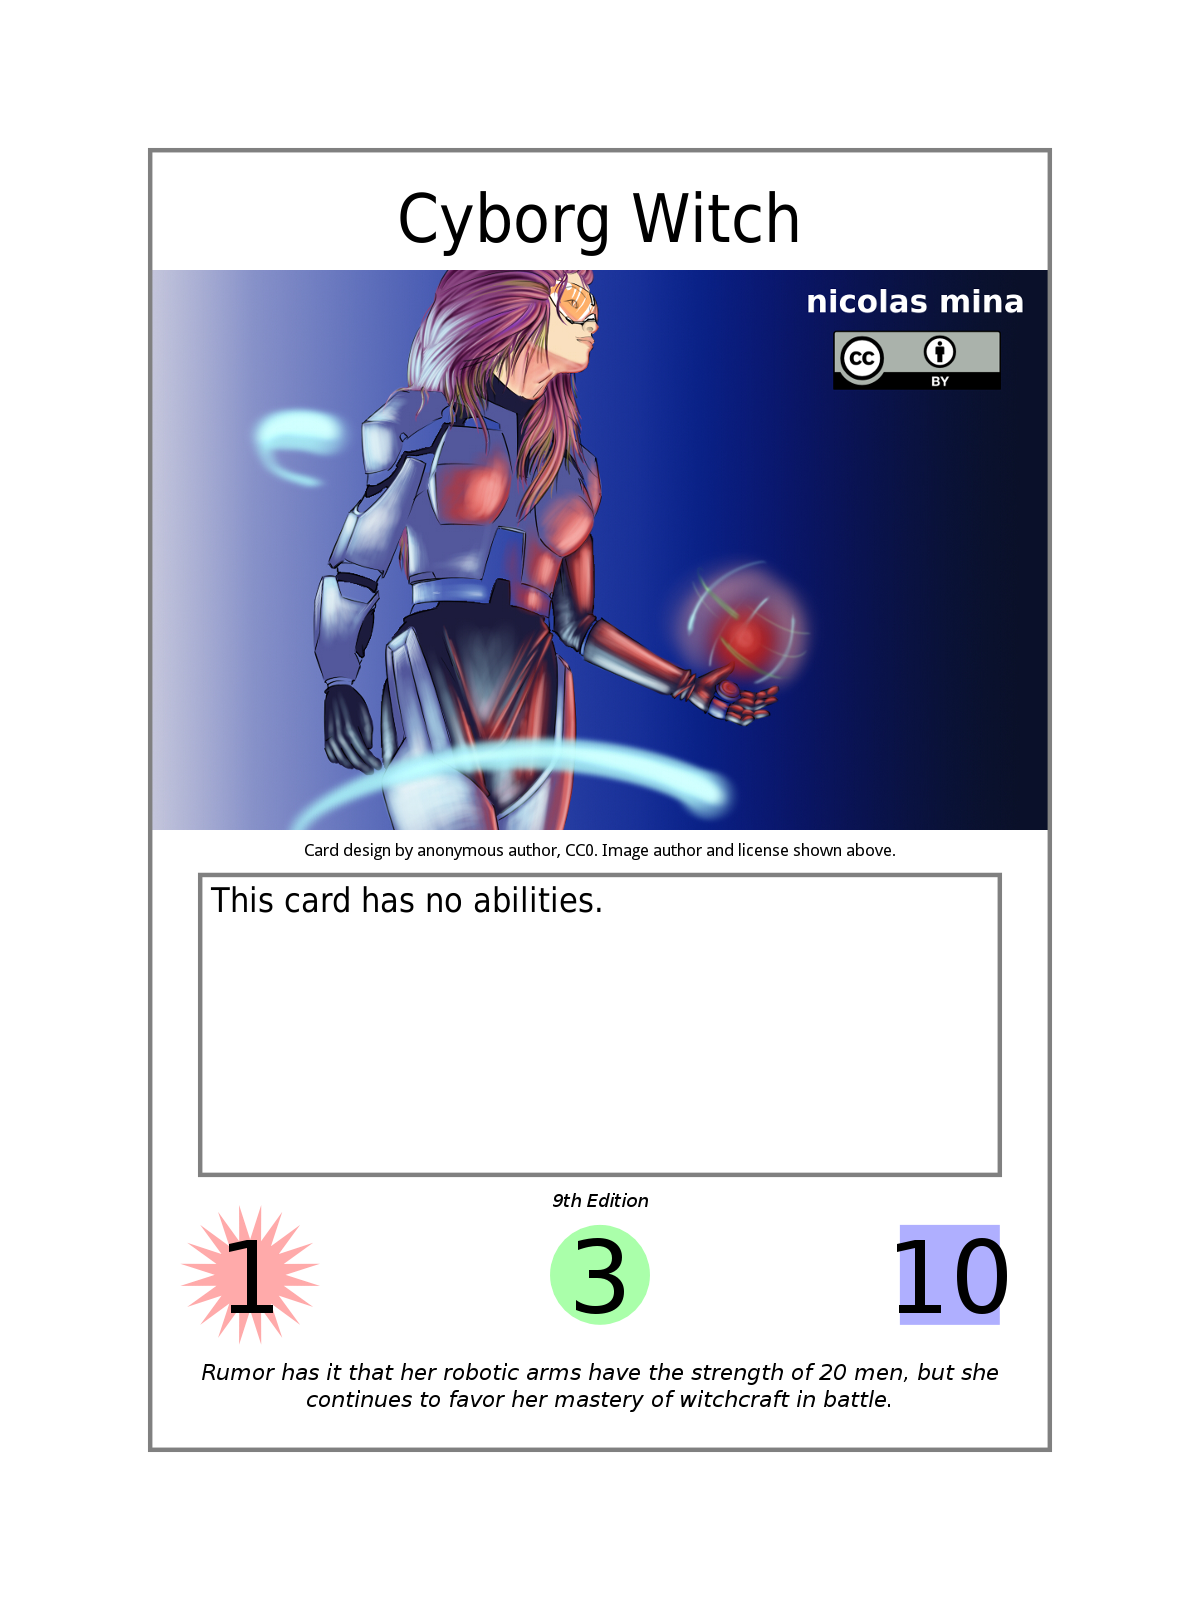 Cyborg Witch
nicolas mina
cc
BY
Card design by anonymous author, CC0. Image author and license shown above.
This card has no abilities.
9th Edition
1
3
10
Rumor has it that her robotic arms have the strength of 20 men, but she
continues to favor her mastery of witchcraft in battle.